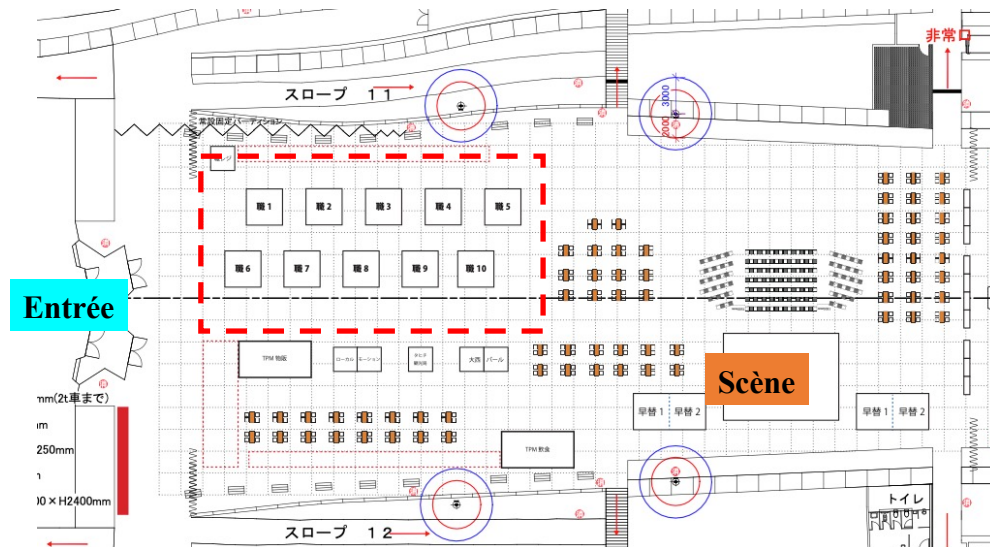 非常口
スロープ 11
3000
2000
常設固定パーティション
レジ
職1
職2
職3
職4
職5
職6
職7
職8
職9
職10
Entrée
TPM 物販
ローカル
モーション
大西
パール
Scène
早替 1
早替 2
早替 1
早替 2
mm(2t車まで)
250mm
00×H2400mm
TPM 飲食
トイレ
スロープ 12